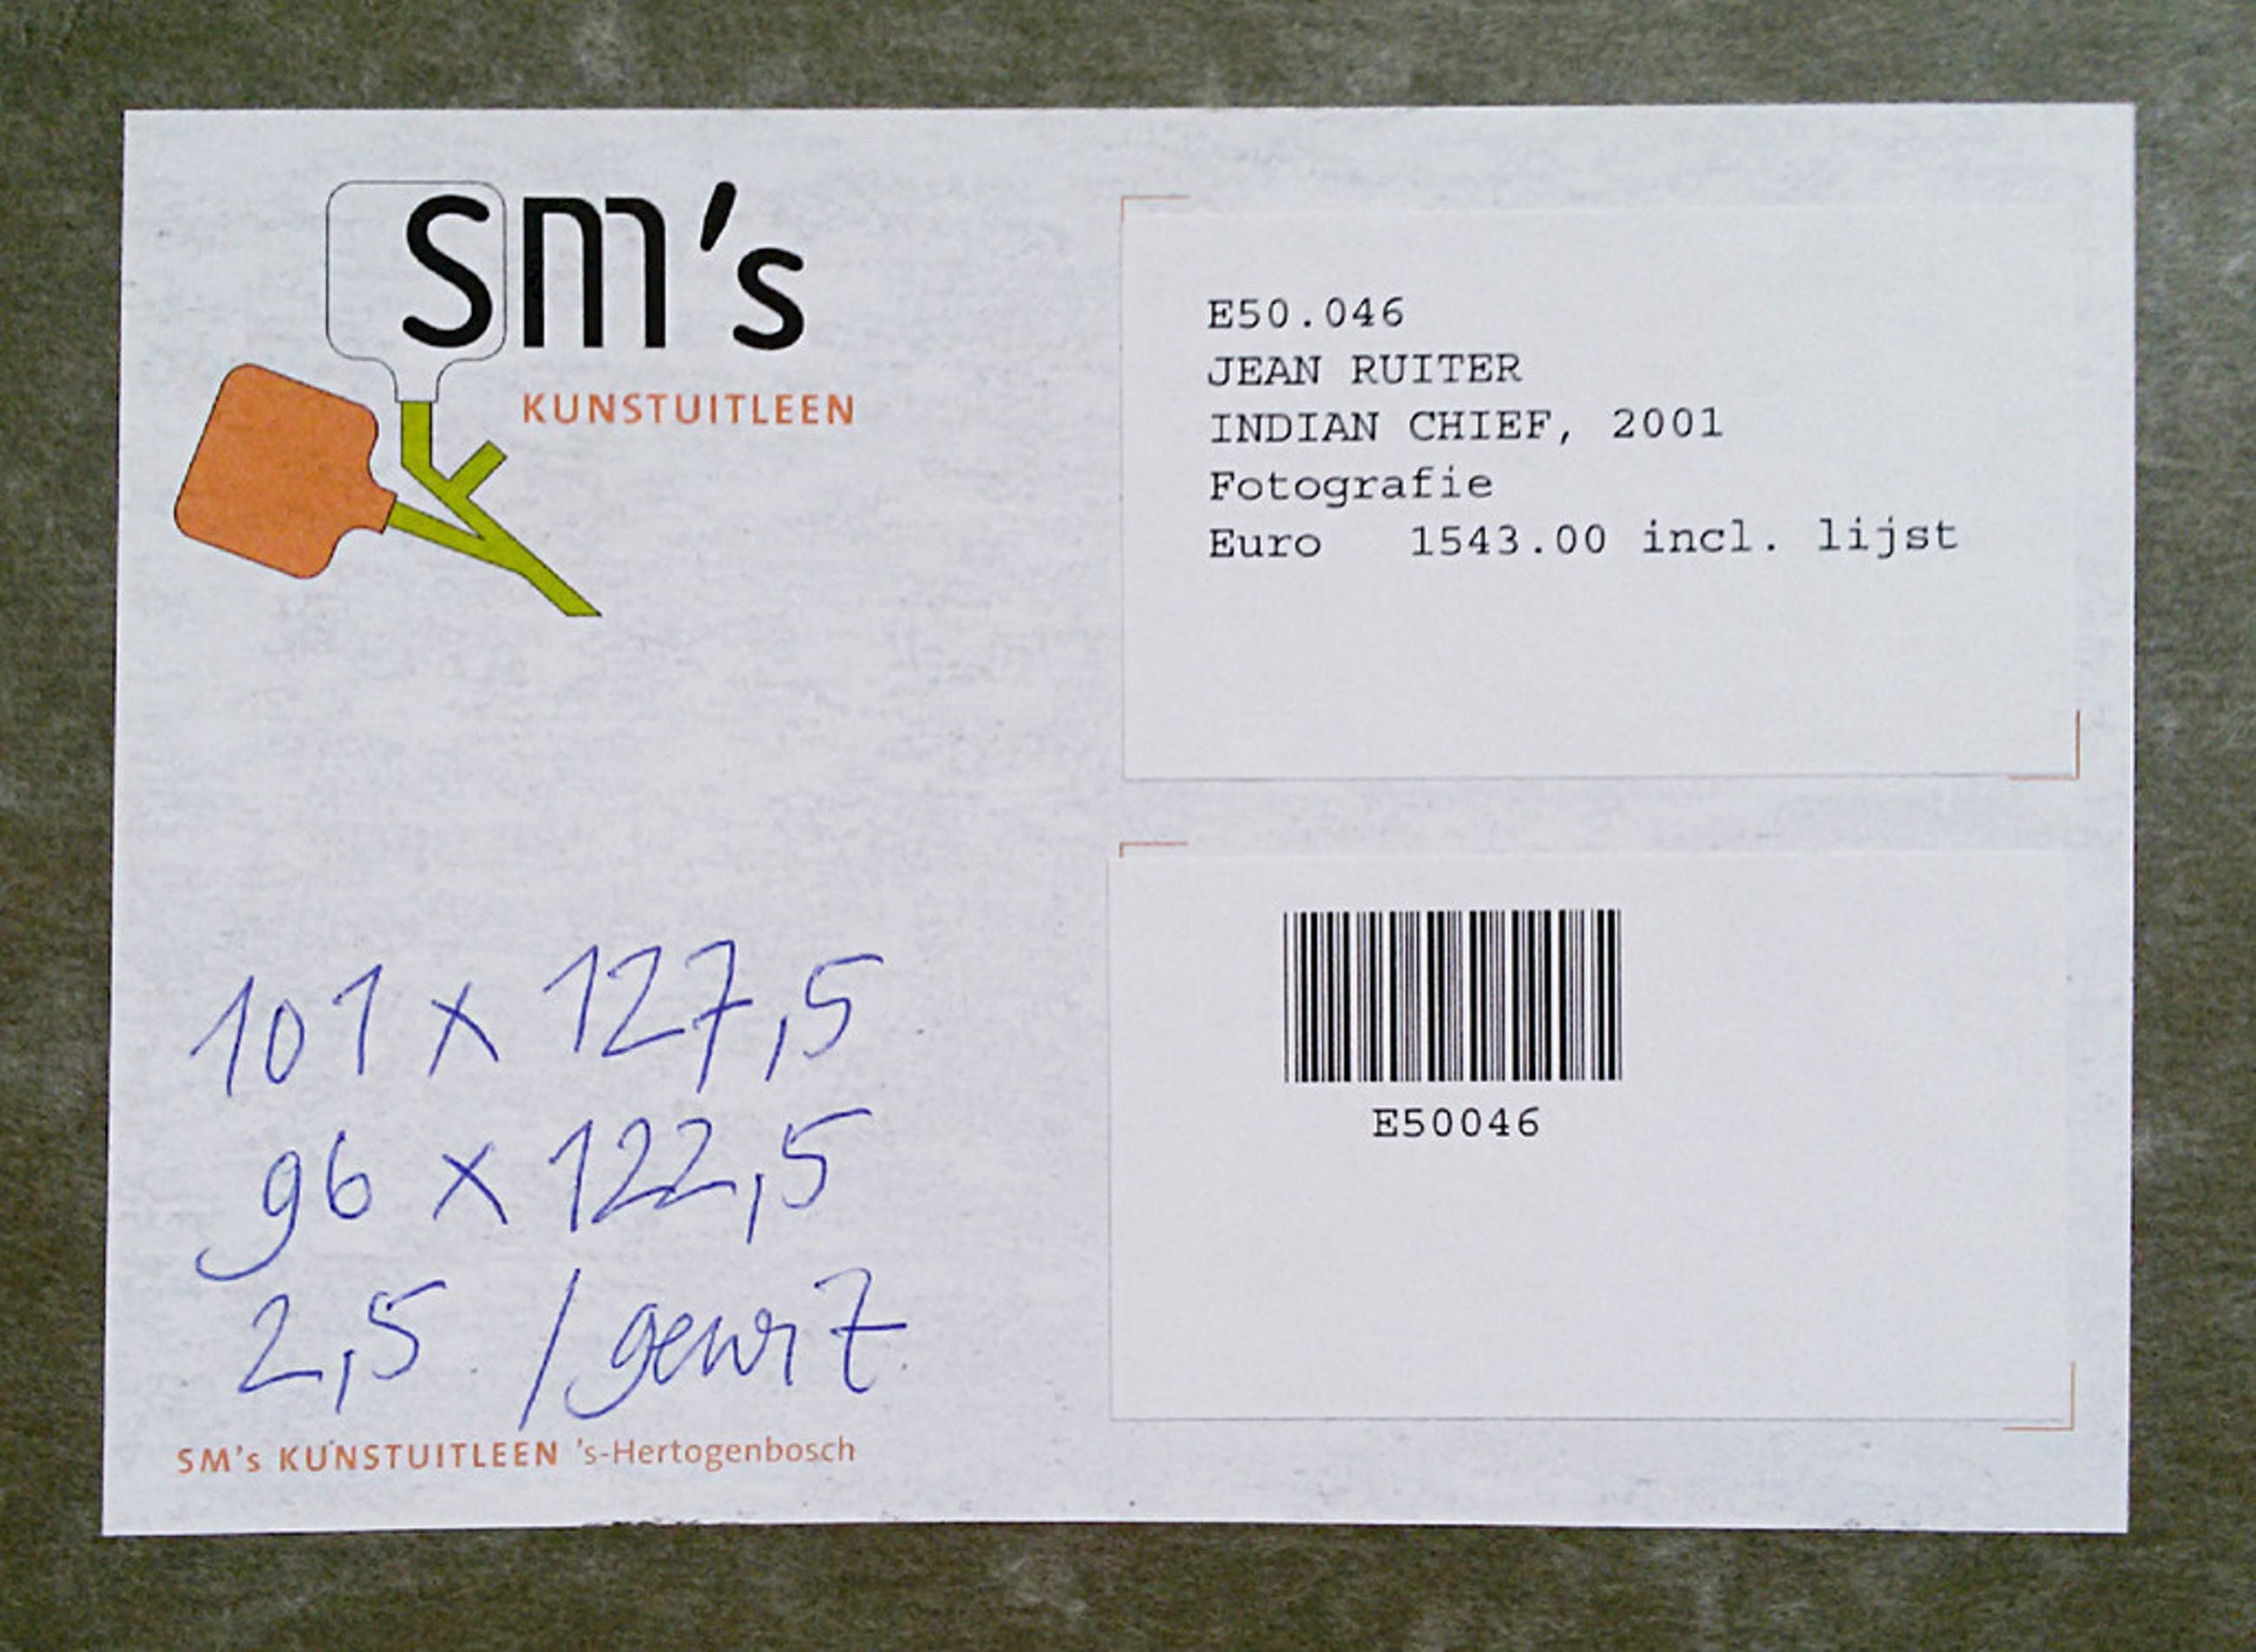 sm's
KUNSTUITLEEN
E50.046
JEAN RUITER
INDIAN CHIEF, 2001
Fotografie
Euro 1543.00 incl. lijst
E50046
101 x 127,5
96 x 122,5
2,5 /
SM's KUNSTUITLEEN 's-Hertogenbosch